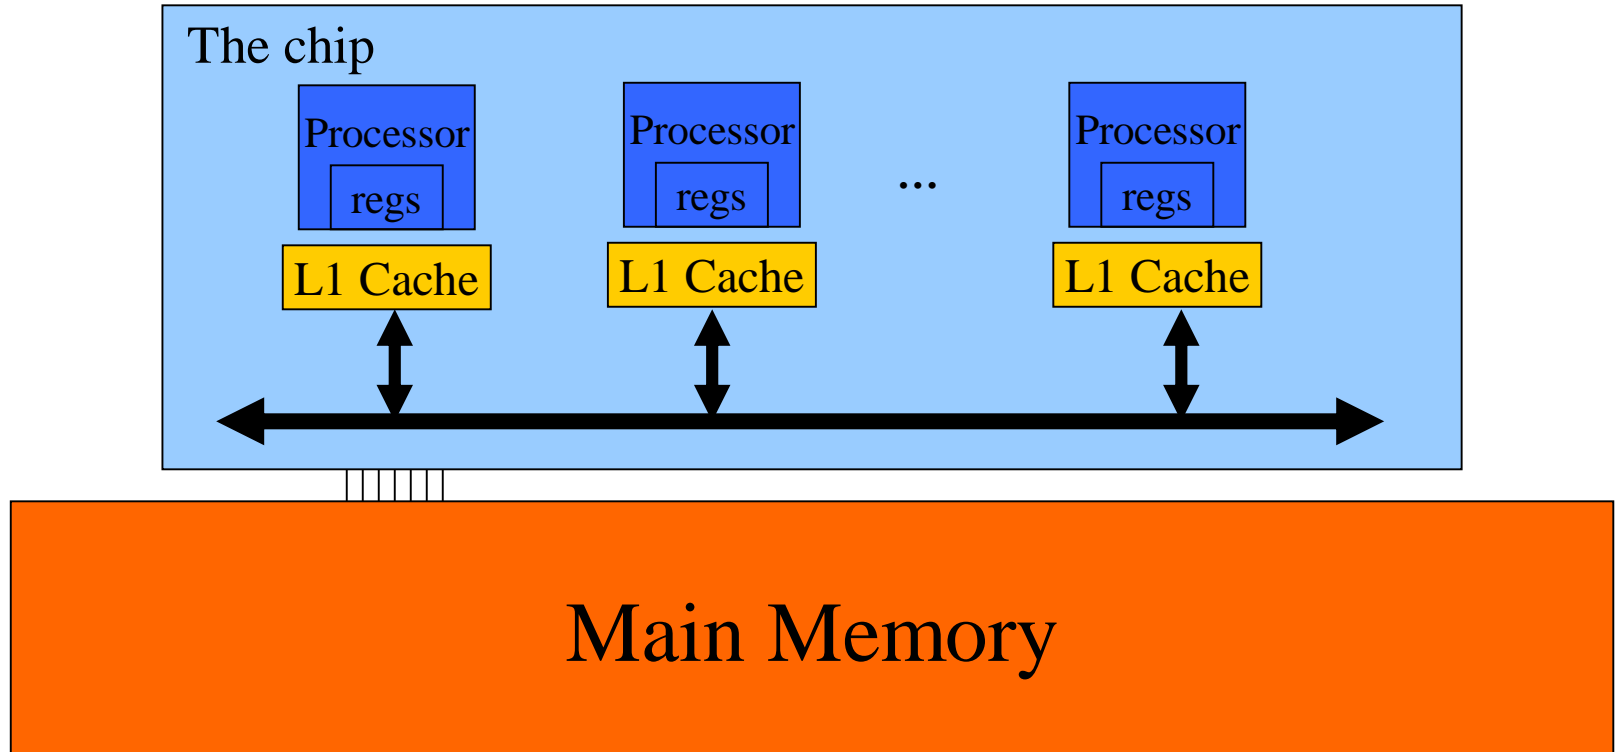 The chip
Processor
regs
L1 Cache
Processor
regs
L1 Cache
...
Processor
regs
L1 Cache
Main Memory